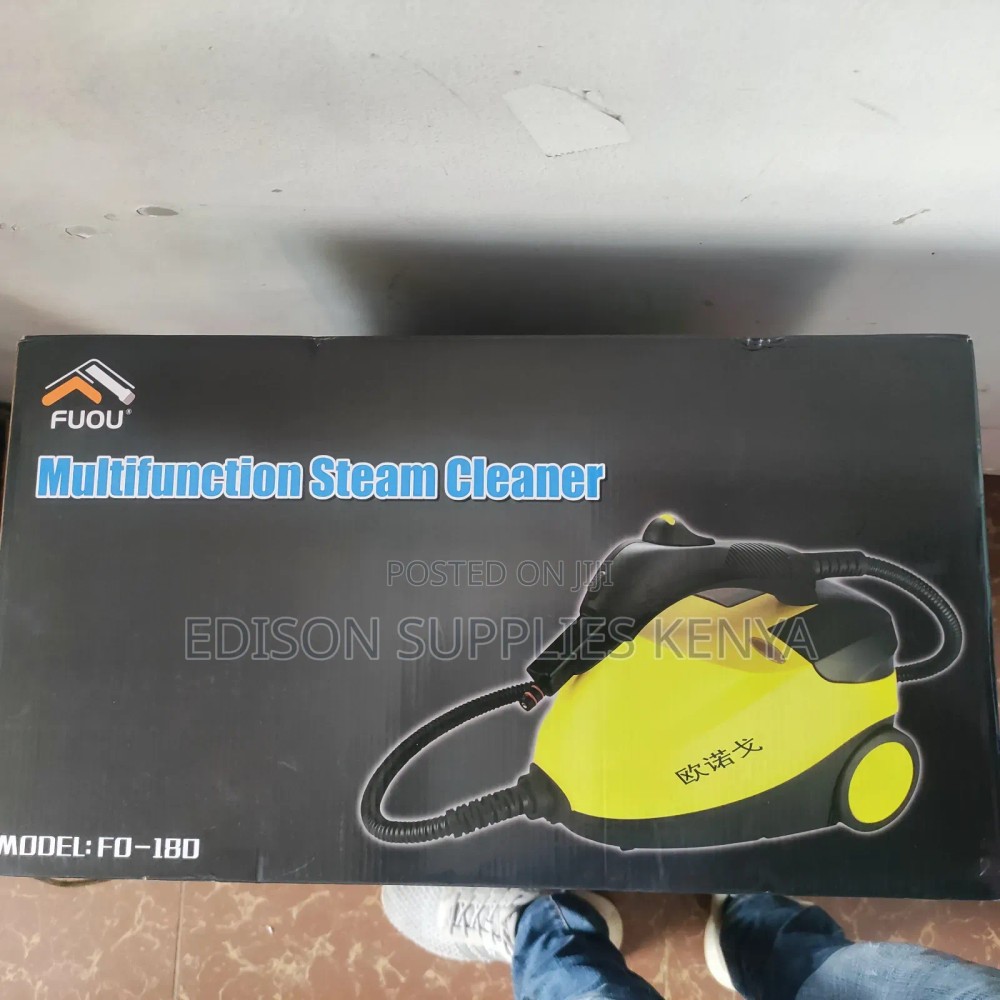 FUOU®
Multifunction Steam Cleaner
POSTED ON JIJI
EDISON SUPPLIES KENYA
欧诺戈
MODEL: FO-180